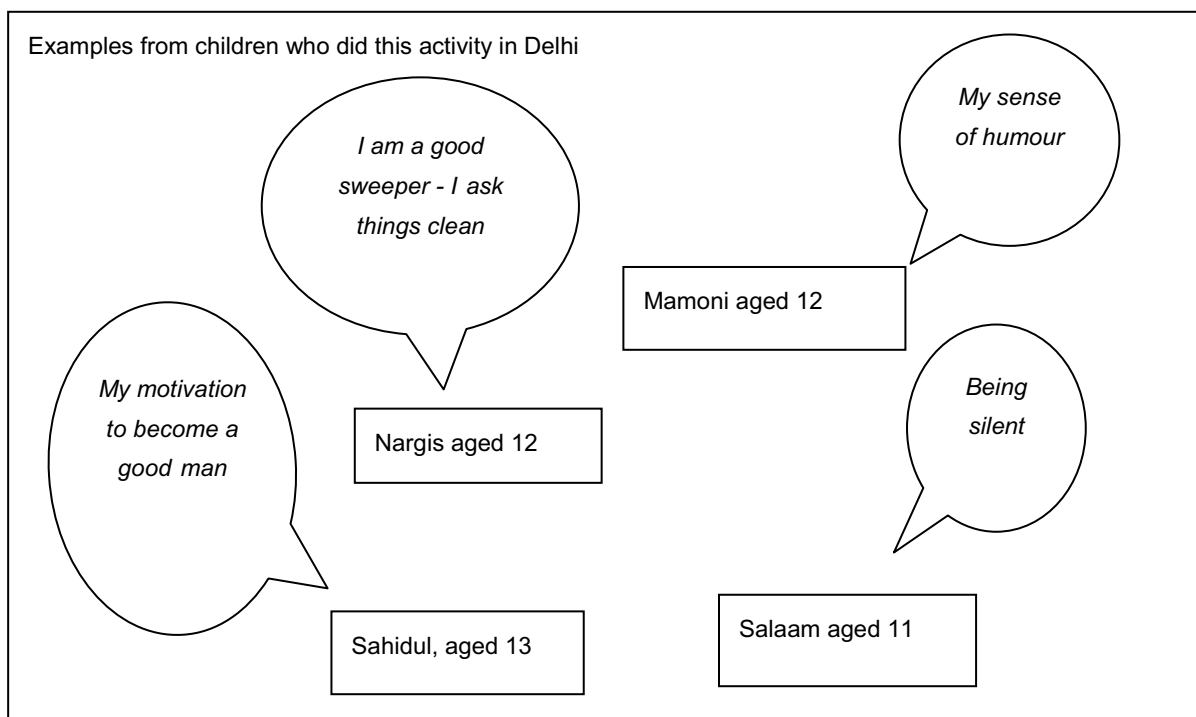 Examples from children who did this activity in Delhi
My sense
of humour
I am a good
sweeper - I ask
things clean
Mamoni aged 12
My motivation
to become a
good man
Nargis aged 12
Being
silent
Sahidul, aged 13
Salaam aged 11